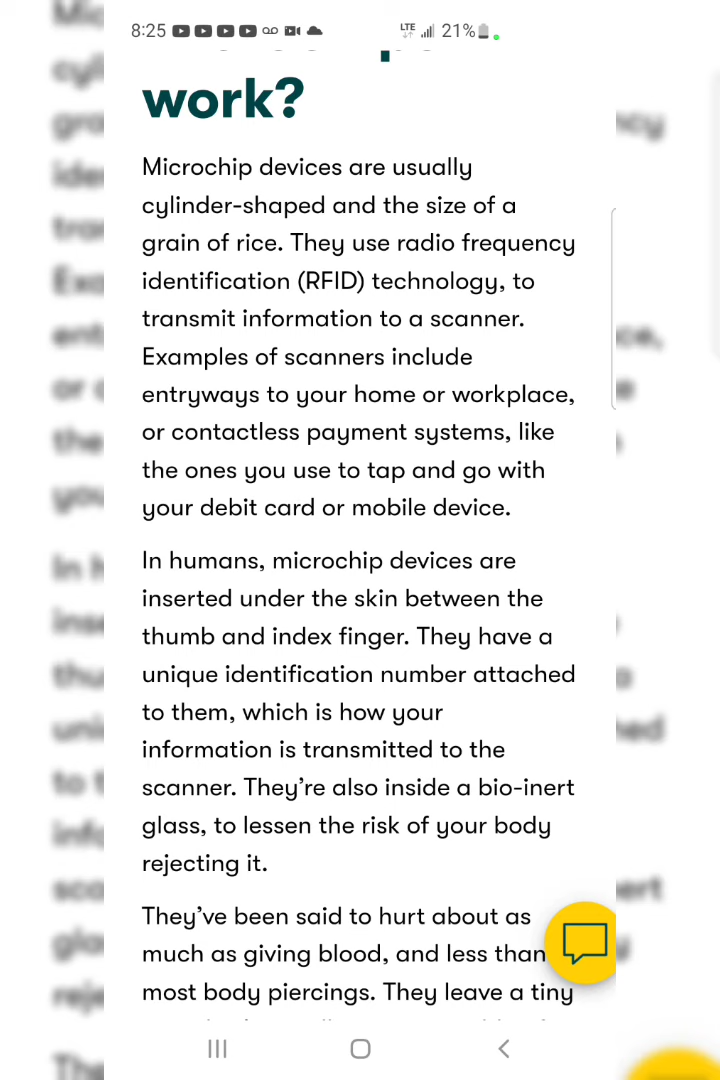 8:25
LTE
21%
work?
Microchip devices are usually
cylinder-shaped and the size of a
grain of rice. They use radio frequency
identification (RFID) technology, to
transmit information to a scanner.
Examples of scanners include
entryways to your home or workplace,
or contactless payment systems, like
the ones you use to tap and go with
your debit card or mobile device.
In humans, microchip devices are
inserted under the skin between the
thumb and index finger. They have a
unique identification number attached
to them, which is how your
information is transmitted to the
scanner. They’re also inside a bio-inert
glass, to lessen the risk of your body
rejecting it.
They’ve been said to hurt about as
much as giving blood, and less than
most body piercings. They leave a tiny